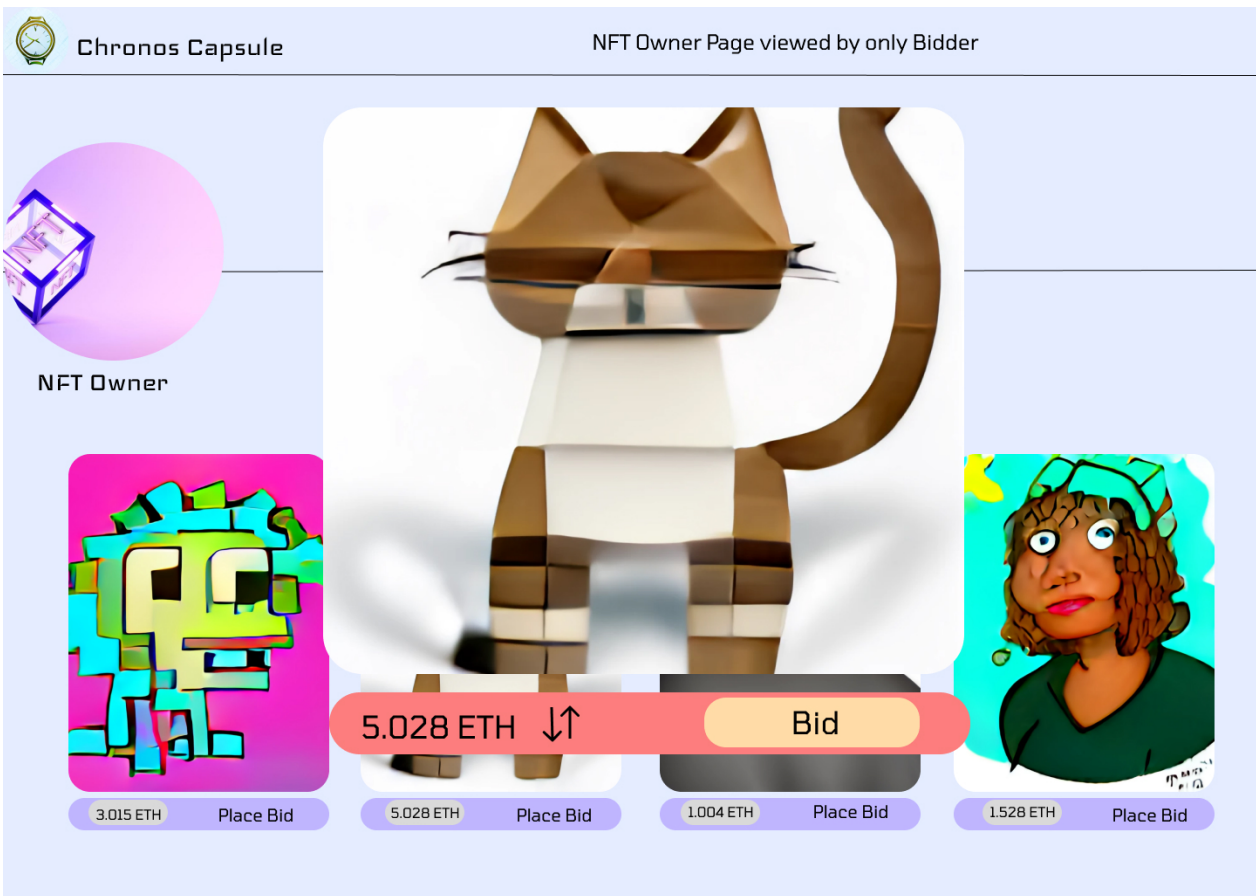 Chronos Capsule
NFT Owner Page viewed by only Bidder
NFT
NFT Owner
5.028 ETH ↓↑
Bid
3.015 ETH
Place Bid
5.028 ETH
Place Bid
1.004 ETH
Place Bid
1.528 ETH
Place Bid